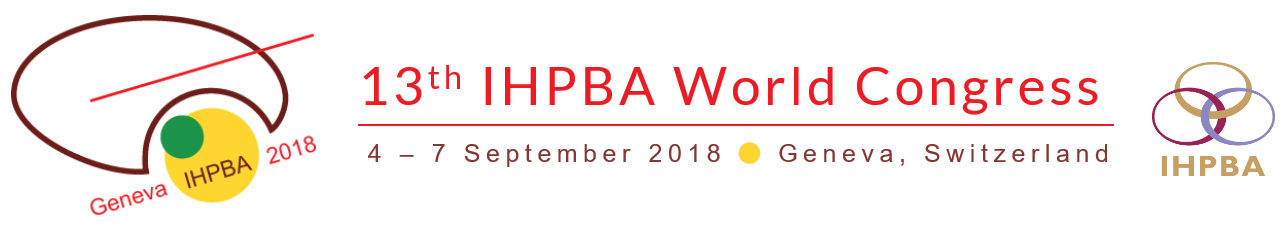 13th IHPBA World Congress
4 – 7 September 2018 Geneva, Switzerland
Geneva IHPBA 2018
IHPBA